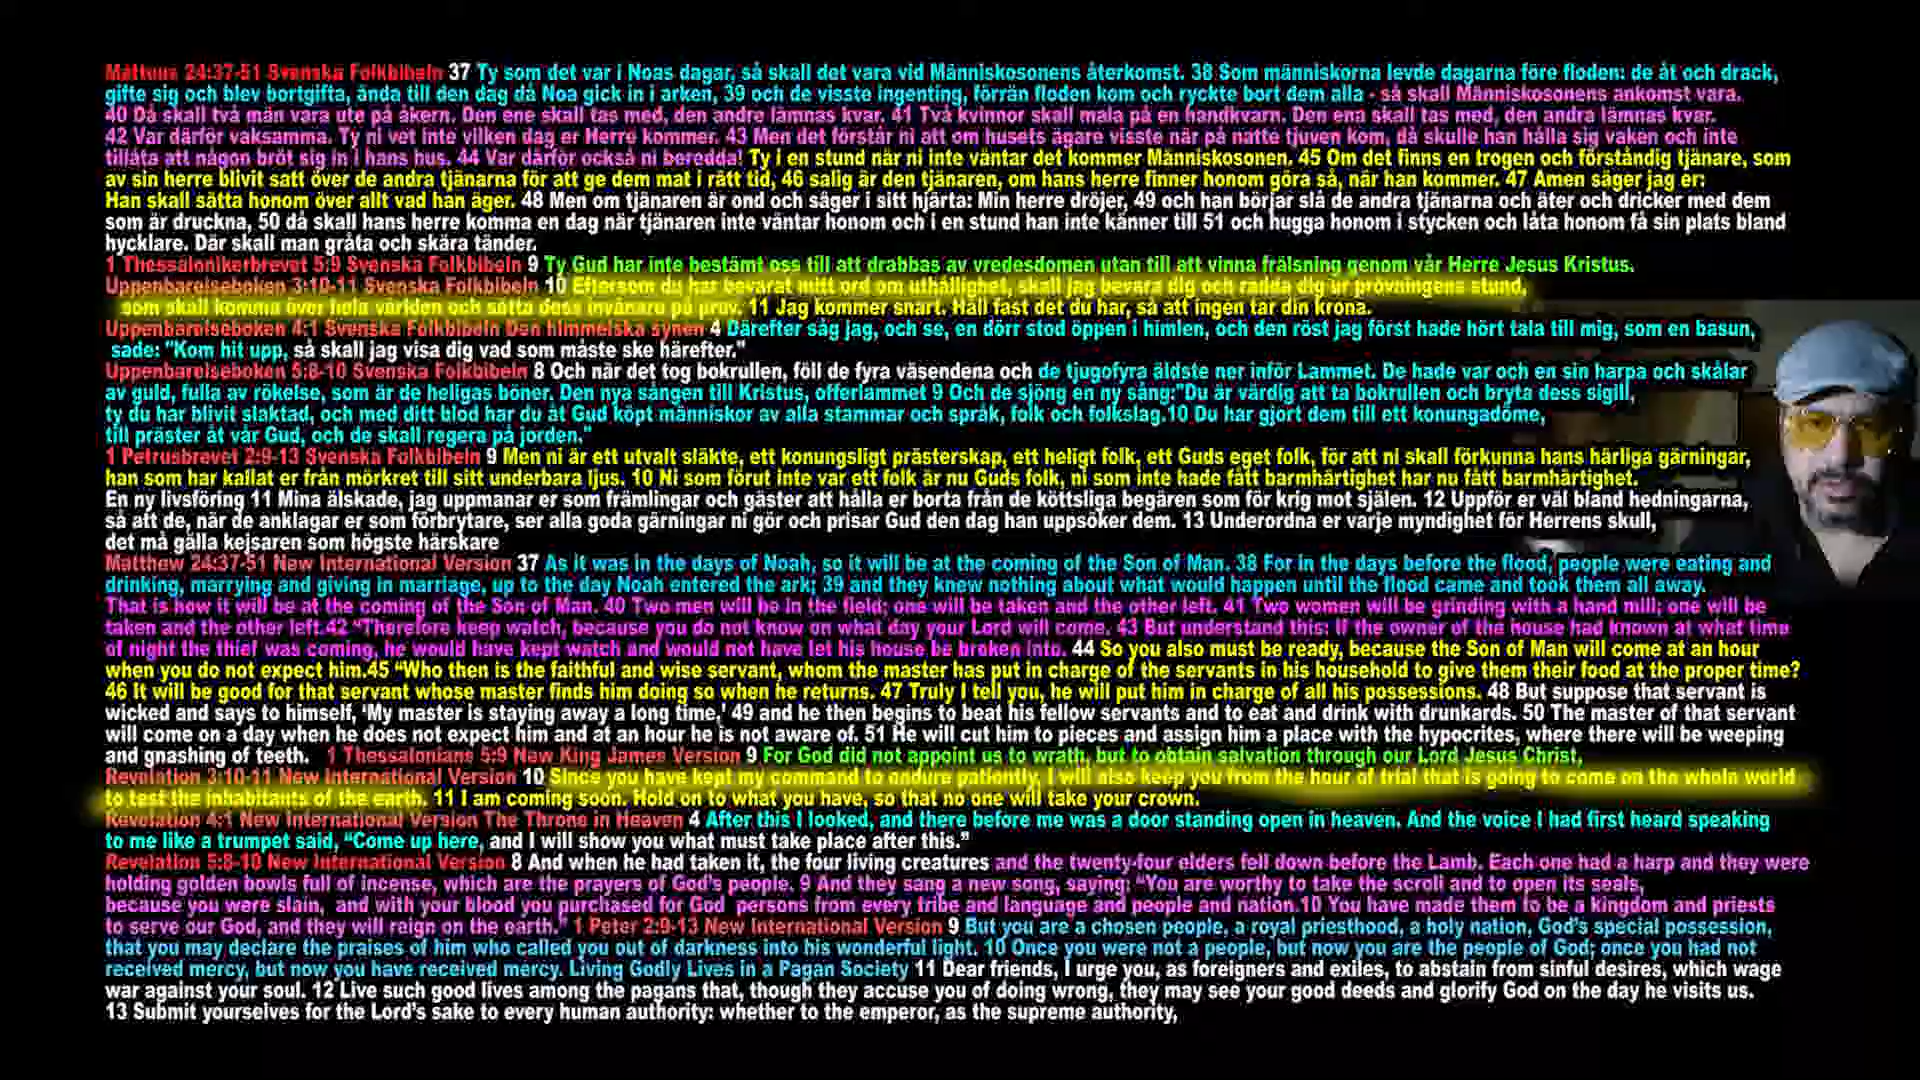 Matteus 24:37-51 Svenska Folkbibeln 37 Ty som det var i Noas dagar, så skall det vara vid Människosonens återkomst. 38 Som människorna levde dagarna före floden: de åt och drack,
gifte sig och blev bortgifta, ända till den dag då Noa gick in i arken, 39 och de visste ingenting, förrän floden kom och ryckte bort dem alla - så skall Människosonens ankomst vara.
40 Då skall två män vara ute på åkern. Den ene skall tas med, den andre lämnas kvar. 41 Två kvinnor skall mala på en handkvarn. Den ena skall tas med, den andra lämnas kvar.
42 Var därför vaksamma. Ty ni vet inte vilken dag er Herre kommer. 43 Men det förstår ni att om husets ägare visste när på natten tjuven kom, då skulle han hålla sig vaken och inte
tillåta att någon bröt sig in i hans hus. 44 Var därför också ni beredda! Ty i en stund när ni inte väntar det kommer Människosonen. 45 Om det finns en trogen och förståndig tjänare, som
av sin herre blivit satt över de andra tjänarna för att ge dem mat i rätt tid, 46 salig är den tjänaren, om hans herre finner honom göra så, när han kommer. 47 Amen säger jag er:
Han skall sätta honom över allt vad han äger. 48 Men om tjänaren är ond och säger i sitt hjärta: Min herre dröjer, 49 och han börjar slå de andra tjänarna och äter och dricker med dem
som är druckna, 50 då skall hans herre komma en dag när tjänaren inte väntar honom och i en stund han inte känner till 51 och hugga honom i stycken och låta honom få sin plats bland
hycklare. Där skall man gråta och skära tänder.
1 Thessalonikerbrevet 5:9 Svenska Folkbibeln 9 Ty Gud har inte bestämt oss till att drabbas av vredesdomen utan till att vinna frälsning genom vår Herre Jesus Kristus.
Uppenbarelseboken 3:10-11 Svenska Folkbibeln 10 Eftersom du har bevarat mitt ord om uthållighet, skall jag bevara dig och rädda dig ur prövningens stund,
som skall komma över hela världen och sätta dess invånare på prov. 11 Jag kommer snart. Håll fast det du har, så att ingen tar din krona.
Uppenbarelseboken 4:1 Svenska Folkbibeln Den himmelska synen 4 Därefter såg jag, och se, en dörr stod öppen i himlen, och den röst jag först hade hört tala till mig, som en basun,
sade: "Kom hit upp, så skall jag visa dig vad som måste ske härefter."
Uppenbarelseboken 5:8-10 Svenska Folkbibeln 8 Och när det tog bokrullen, föll de fyra väsendena och de tjugofyra äldste ner inför Lammet. De hade var och en sin harpa och skålar
av guld, fulla av rökelse, som är de heligas böner. Den nya sången till Kristus, offerlammet 9 Och de sjöng en ny sång:"Du är värdig att ta bokrullen och bryta dess sigill,
ty du har blivit slaktad, och med ditt blod har du åt Gud köpt människor av alla stammar och språk, folk och folkslag.10 Du har gjort dem till ett konungadöme,
till präster åt vår Gud, och de skall regera på jorden."
1 Petrusbrevet 2:9-13 Svenska Folkbibeln 9 Men ni är ett utvalt släkte, ett konungsligt prästerskap, ett heligt folk, ett Guds eget folk, för att ni skall förkunna hans härliga gärningar,
han som har kallat er från mörkret till sitt underbara ljus. 10 Ni som förut inte var ett folk är nu Guds folk, ni som inte hade fått barmhärtighet har nu fått barmhärtighet.
En ny livsföring 11 Mina älskade, jag uppmanar er som främlingar och gäster att hålla er borta från de köttsliga begären som för krig mot själen. 12 Uppför er väl bland hedningarna,
så att de, när de anklagar er som förbrytare, ser alla goda gärningar ni gör och prisar Gud den dag han uppsöker dem. 13 Underordna er varje myndighet för Herrens skull,
det må gälla kejsaren som högste härskare
Matthew 24:37-51 New International Version 37 As it was in the days of Noah, so it will be at the coming of the Son of Man. 38 For in the days before the flood, people were eating and
drinking, marrying and giving in marriage, up to the day Noah entered the ark; 39 and they knew nothing about what would happen until the flood came and took them all away.
That is how it will be at the coming of the Son of Man. 40 Two men will be in the field; one will be taken and the other left. 41 Two women will be grinding with a hand mill; one will be
taken and the other left.42 “Therefore keep watch, because you do not know on what day your Lord will come. 43 But understand this: If the owner of the house had known at what time
of night the thief was coming, he would have kept watch and would not have let his house be broken into. 44 So you also must be ready, because the Son of Man will come at an hour
when you do not expect him.45 “Who then is the faithful and wise servant, whom the master has put in charge of the servants in his household to give them their food at the proper time?
46 It will be good for that servant whose master finds him doing so when he returns. 47 Truly I tell you, he will put him in charge of all his possessions. 48 But suppose that servant is
wicked and says to himself, ‘My master is staying away a long time,’ 49 and he then begins to beat his fellow servants and to eat and drink with drunkards. 50 The master of that servant
will come on a day when he does not expect him and at an hour he is not aware of. 51 He will cut him to pieces and assign him a place with the hypocrites, where there will be weeping
and gnashing of teeth. 1 Thessalonians 5:9 New King James Version 9 For God did not appoint us to wrath, but to obtain salvation through our Lord Jesus Christ,
Revelation 3:10-11 New International Version 10 Since you have kept my command to endure patiently, I will also keep you from the hour of trial that is going to come on the whole world
to test the inhabitants of the earth. 11 I am coming soon. Hold on to what you have, so that no one will take your crown.
Revelation 4:1 New International Version The Throne in Heaven 4 After this I looked, and there before me was a door standing open in heaven. And the voice I had first heard speaking
to me like a trumpet said, “Come up here, and I will show you what must take place after this.”
Revelation 5:8-10 New International Version 8 And when he had taken it, the four living creatures and the twenty-four elders fell down before the Lamb. Each one had a harp and they were
holding golden bowls full of incense, which are the prayers of God’s people. 9 And they sang a new song, saying: “You are worthy to take the scroll and to open its seals,
because you were slain, and with your blood you purchased for God persons from every tribe and language and people and nation.10 You have made them to be a kingdom and priests
to serve our God, and they will reign on the earth.” 1 Peter 2:9-13 New International Version 9 But you are a chosen people, a royal priesthood, a holy nation, God’s special possession,
that you may declare the praises of him who called you out of darkness into his wonderful light. 10 Once you were not a people, but now you are the people of God; once you had not
received mercy, but now you have received mercy. Living Godly Lives in a Pagan Society 11 Dear friends, I urge you, as foreigners and exiles, to abstain from sinful desires, which wage
war against your soul. 12 Live such good lives among the pagans that, though they accuse you of doing wrong, they may see your good deeds and glorify God on the day he visits us.
13 Submit yourselves for the Lord’s sake to every human authority: whether to the emperor, as the supreme authority,